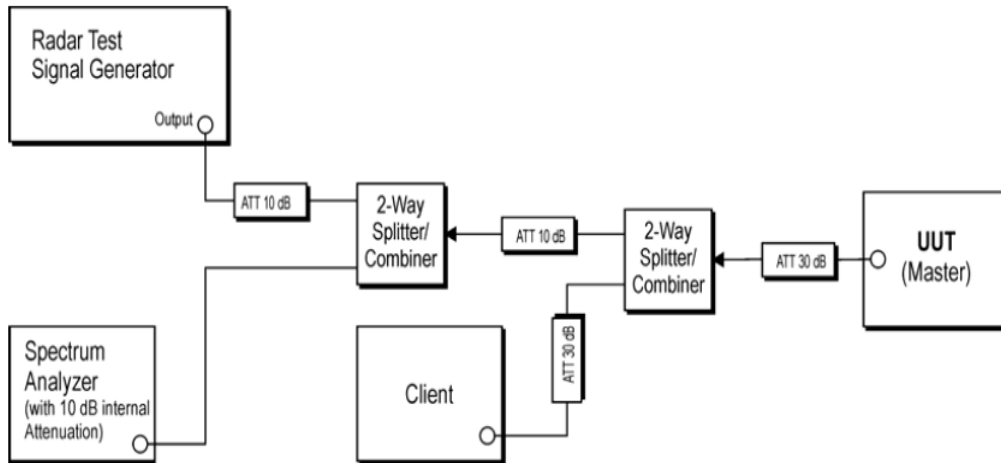 Radar Test
Signal Generator
Output
ATT 10 dB
2-Way
Splitter/
Combiner
ATT 10 dB
2-Way
Splitter/
Combiner
ATT 30 dB
UUT
(Master)
Spectrum
Analyzer
(with 10 dB internal
Attenuation)
Client
ATT 30 dB